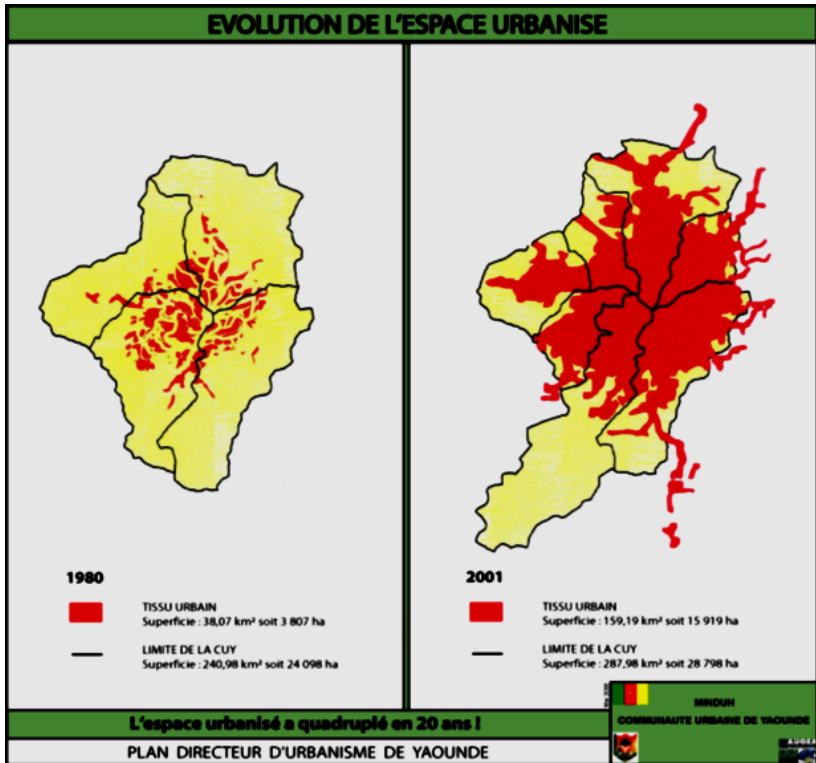 EVOLUTION DE L'ESPACE URBANISE
1980
TISSU URBAIN
Superficie : 38,07 km² soit 3 807 ha
LIMITE DE LA CUY
Superficie : 240,98 km² soit 24 098 ha
2001
TISSU URBAIN
Superficie : 159,19 km² soit 15 919 ha
LIMITE DE LA CUY
Superficie : 287,98 km² soit 28 798 ha
L'espace urbanisé a quadruplé en 20 ans !
PLAN DIRECTEUR D'URBANISME DE YAOUNDE
MINDUH
COMMUNAUTE URBAINE DE YAOUNDE